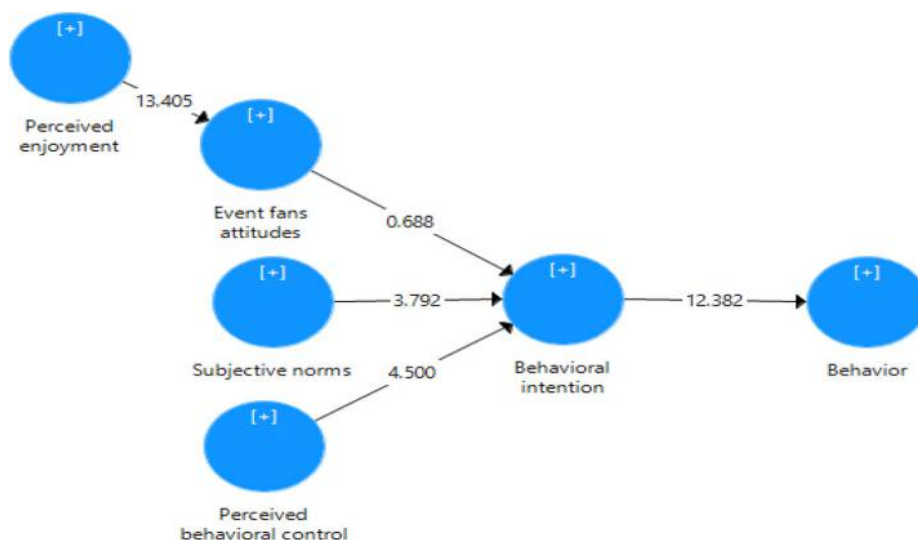 [+]
13.405
Perceived
enjoyment
[+]
Event fans
attitudes
0.688
[+]
3.792
Subjective norms
[+]
12.382
Behavioral
intention
[+]
Behavior
4.500
[+]
Perceived
behavioral control